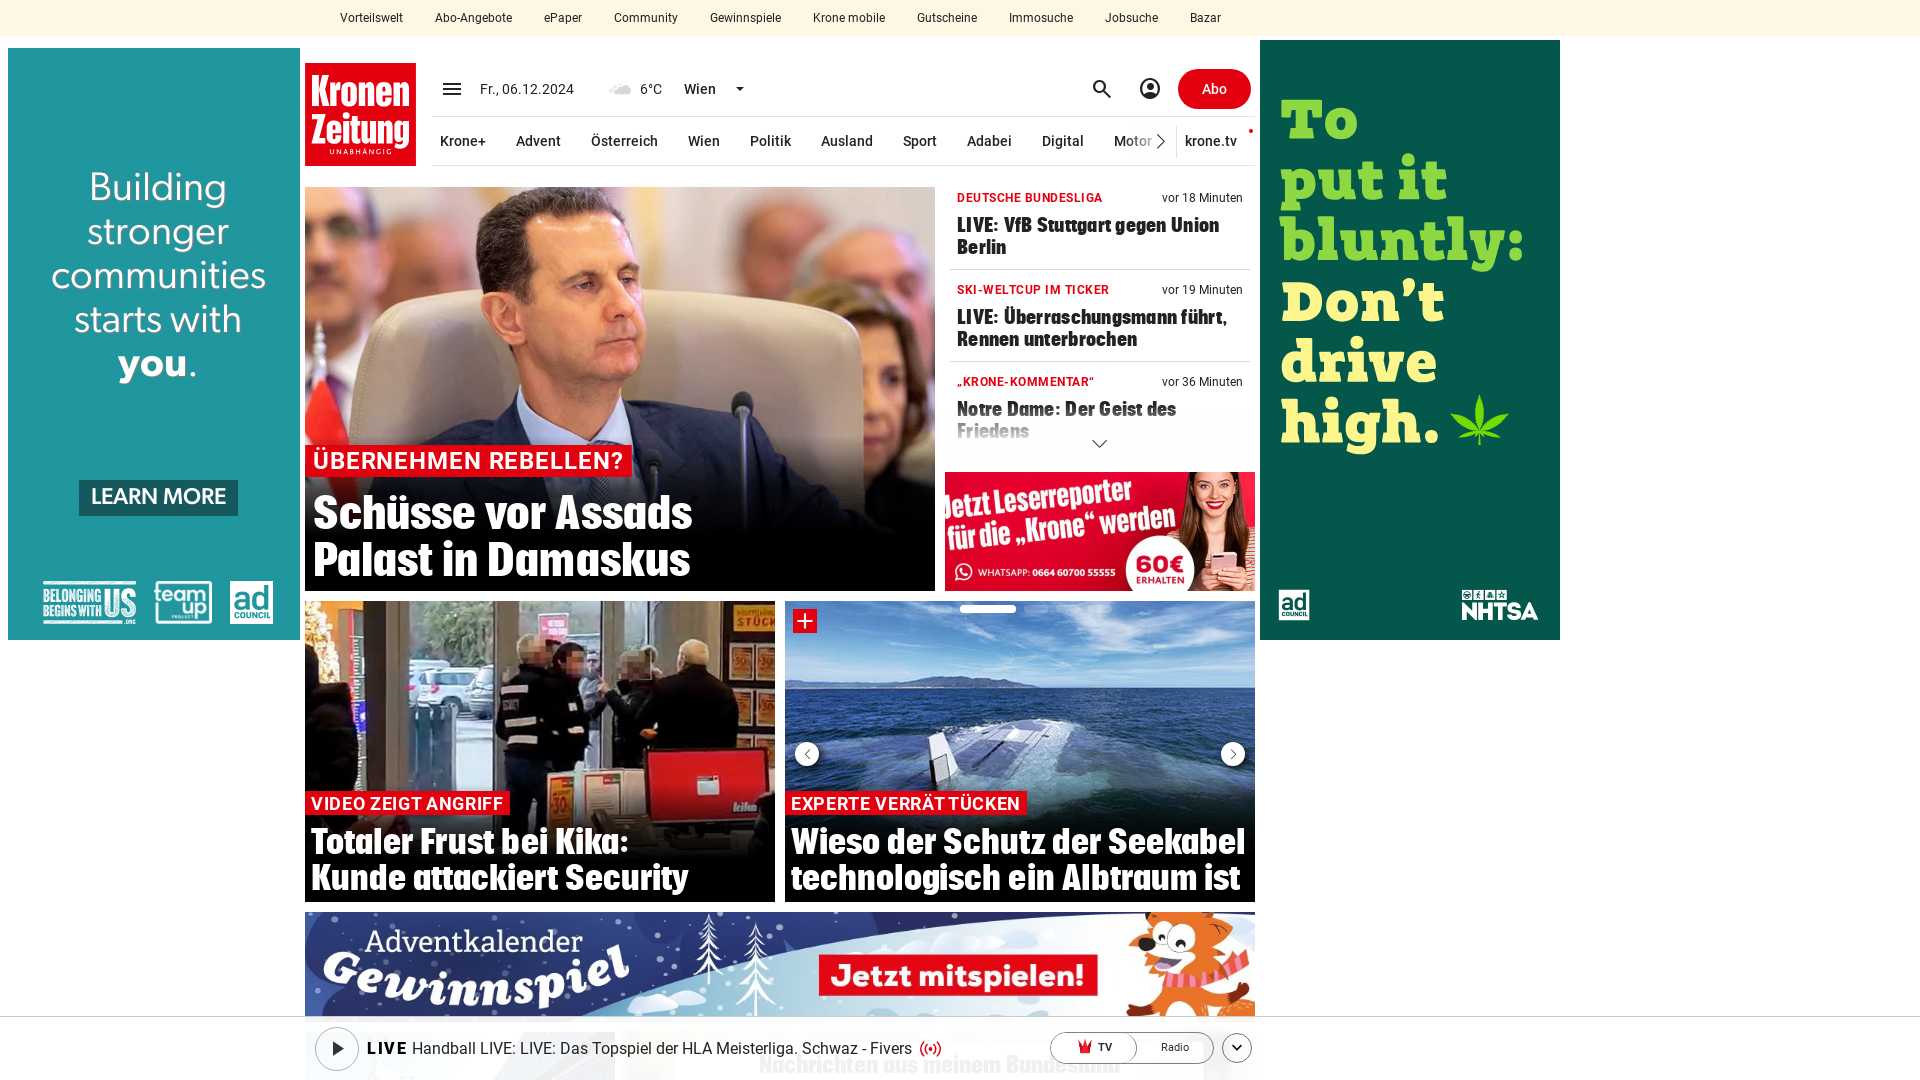 Vorteilswelt Abo-Angebote ePaper Community Gewinnspiele Krone mobile Gutscheine Immosuche Jobsuche Bazar
Building
stronger
communities
starts with
you.
LEARN MORE
BELONGING
BEGINS WITH US
.ORG
team
up
PROJECT
ad
COUNCIL
Kronen
Zeitung
UNABHÄNGIG
Fr., 06.12.2024 6°C Wien
Abo
Krone+ Advent Österreich Wien Politik Ausland Sport Adabei Digital Motor krone.tv
ÜBERNEHMEN REBELLEN?
Schüsse vor Assads
Palast in Damaskus
DEUTSCHE BUNDESLIGA vor 18 Minuten
LIVE: VfB Stuttgart gegen Union
Berlin
SKI-WELTCUP IM TICKER vor 19 Minuten
LIVE: Überraschungsmann führt,
Rennen unterbrochen
„KRONE-KOMMENTAR“ vor 36 Minuten
Notre Dame: Der Geist des
Friedens
Jetzt Leserreporter
für die „Krone“ werden
WHATSAPP: 0664 60700 55555
60€
ERHALTEN
To
put it
bluntly:
Don't
drive
high.
ad
COUNCIL
NHTSA
STÜCK
-30
kika
VIDEO ZEIGT ANGRIFF
Totaler Frust bei Kika:
Kunde attackiert Security
EXPERTE VERRÄT TÜCKEN
Wieso der Schutz der Seekabel
technologisch ein Albtraum ist
Adventkalender
Gewinnspiel
Jetzt mitspielen!
LIVE Handball LIVE: LIVE: Das Topspiel der HLA Meisterliga. Schwaz - Fivers
TV Radio
Nachrichten aus meinem Bundesland